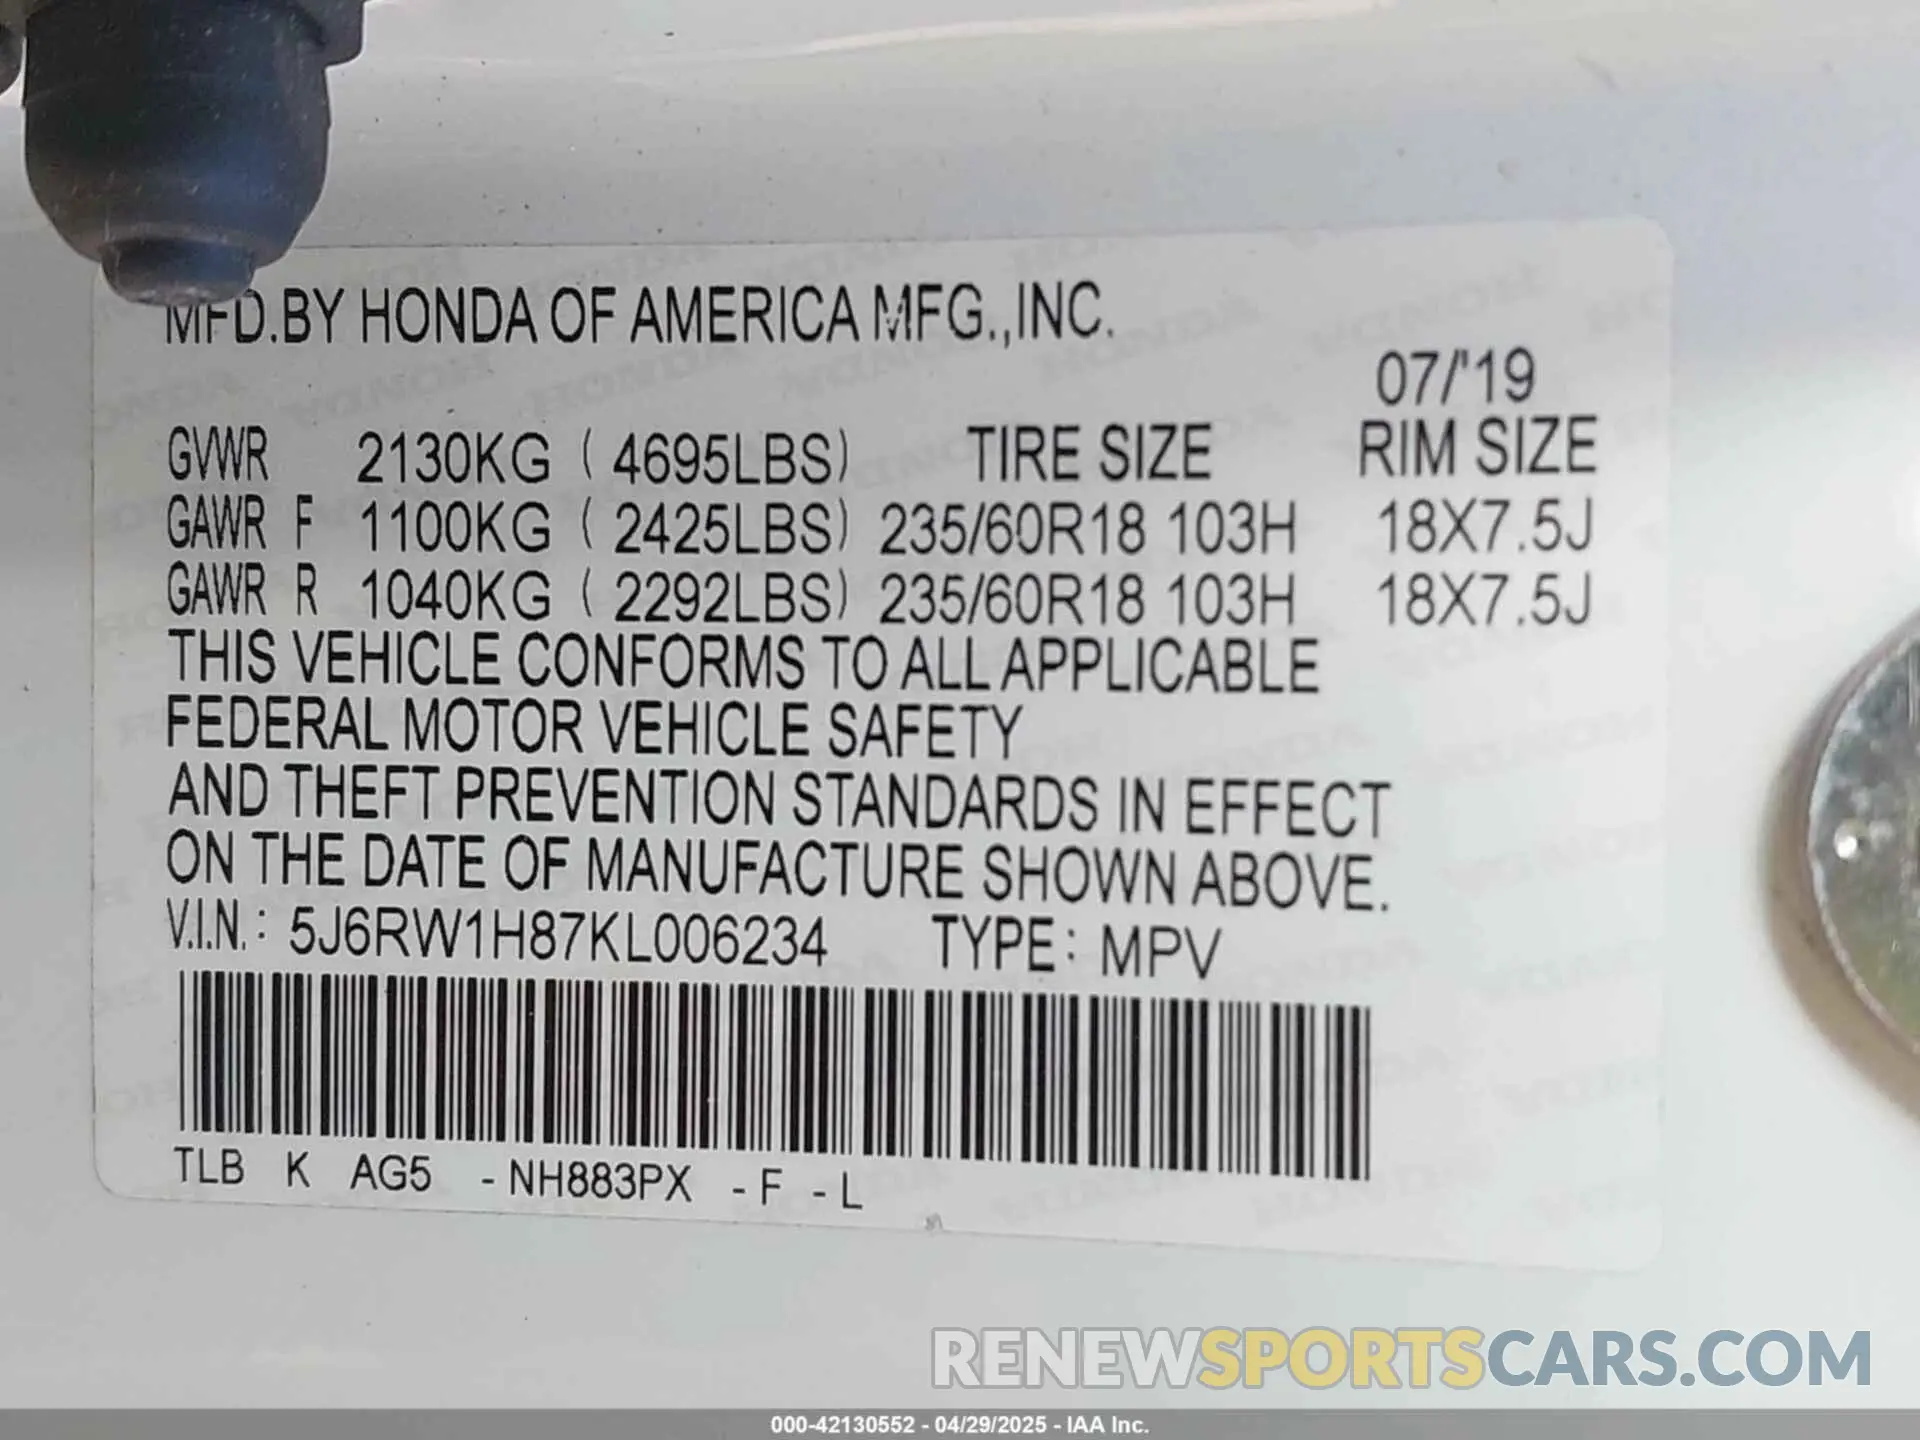 MFD.BY HONDA OF AMERICA MFG.,INC.
07/'19
GVWR 2130KG ( 4695LBS) TIRE SIZE RIM SIZE
GAWR F 1100KG ( 2425LBS) 235/60R18 103H 18X7.5J
GAWR R 1040KG ( 2292LBS) 235/60R18 103H 18X7.5J
THIS VEHICLE CONFORMS TO ALL APPLICABLE
FEDERAL MOTOR VEHICLE SAFETY
AND THEFT PREVENTION STANDARDS IN EFFECT
ON THE DATE OF MANUFACTURE SHOWN ABOVE.
V.I.N.: 5J6RW1H87KL006234 TYPE: MPV
TLB K AG5 -NH883PX -F -L
RENEWSPORTSCARS.COM
000-42130552 - 04/29/2025 - IAA Inc.